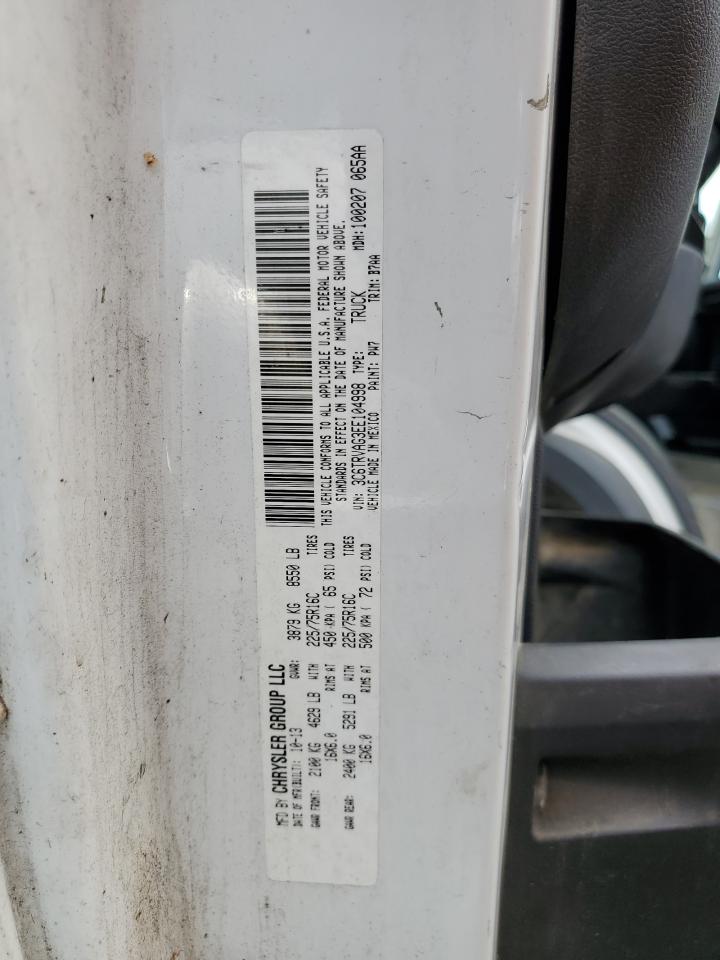 MFD BY CHRYSLER GROUP LLC
DATE OF MFR(BUILT): 10-13 GVWR: 3879 KG 8550 LB
GAWR FRONT: 2100 KG 4629 LB WITH 225/75R16C TIRES
16X6.0 RIMS AT 450 KPA ( 65 PSI) COLD
GAWR REAR: 2400 KG 5291 LB WITH 225/75R16C TIRES
16X6.0 RIMS AT 500 KPA ( 72 PSI) COLD
THIS VEHICLE CONFORMS TO ALL APPLICABLE U.S.A. FEDERAL MOTOR VEHICLE SAFETY
STANDARDS IN EFFECT ON THE DATE OF MANUFACTURE SHOWN ABOVE.
VIN: 3C6TRVAG3EE104998 TYPE: TRUCK MDH:100207 065AA
VEHICLE MADE IN MEXICO PAINT: PW7 TRIM: B7AA